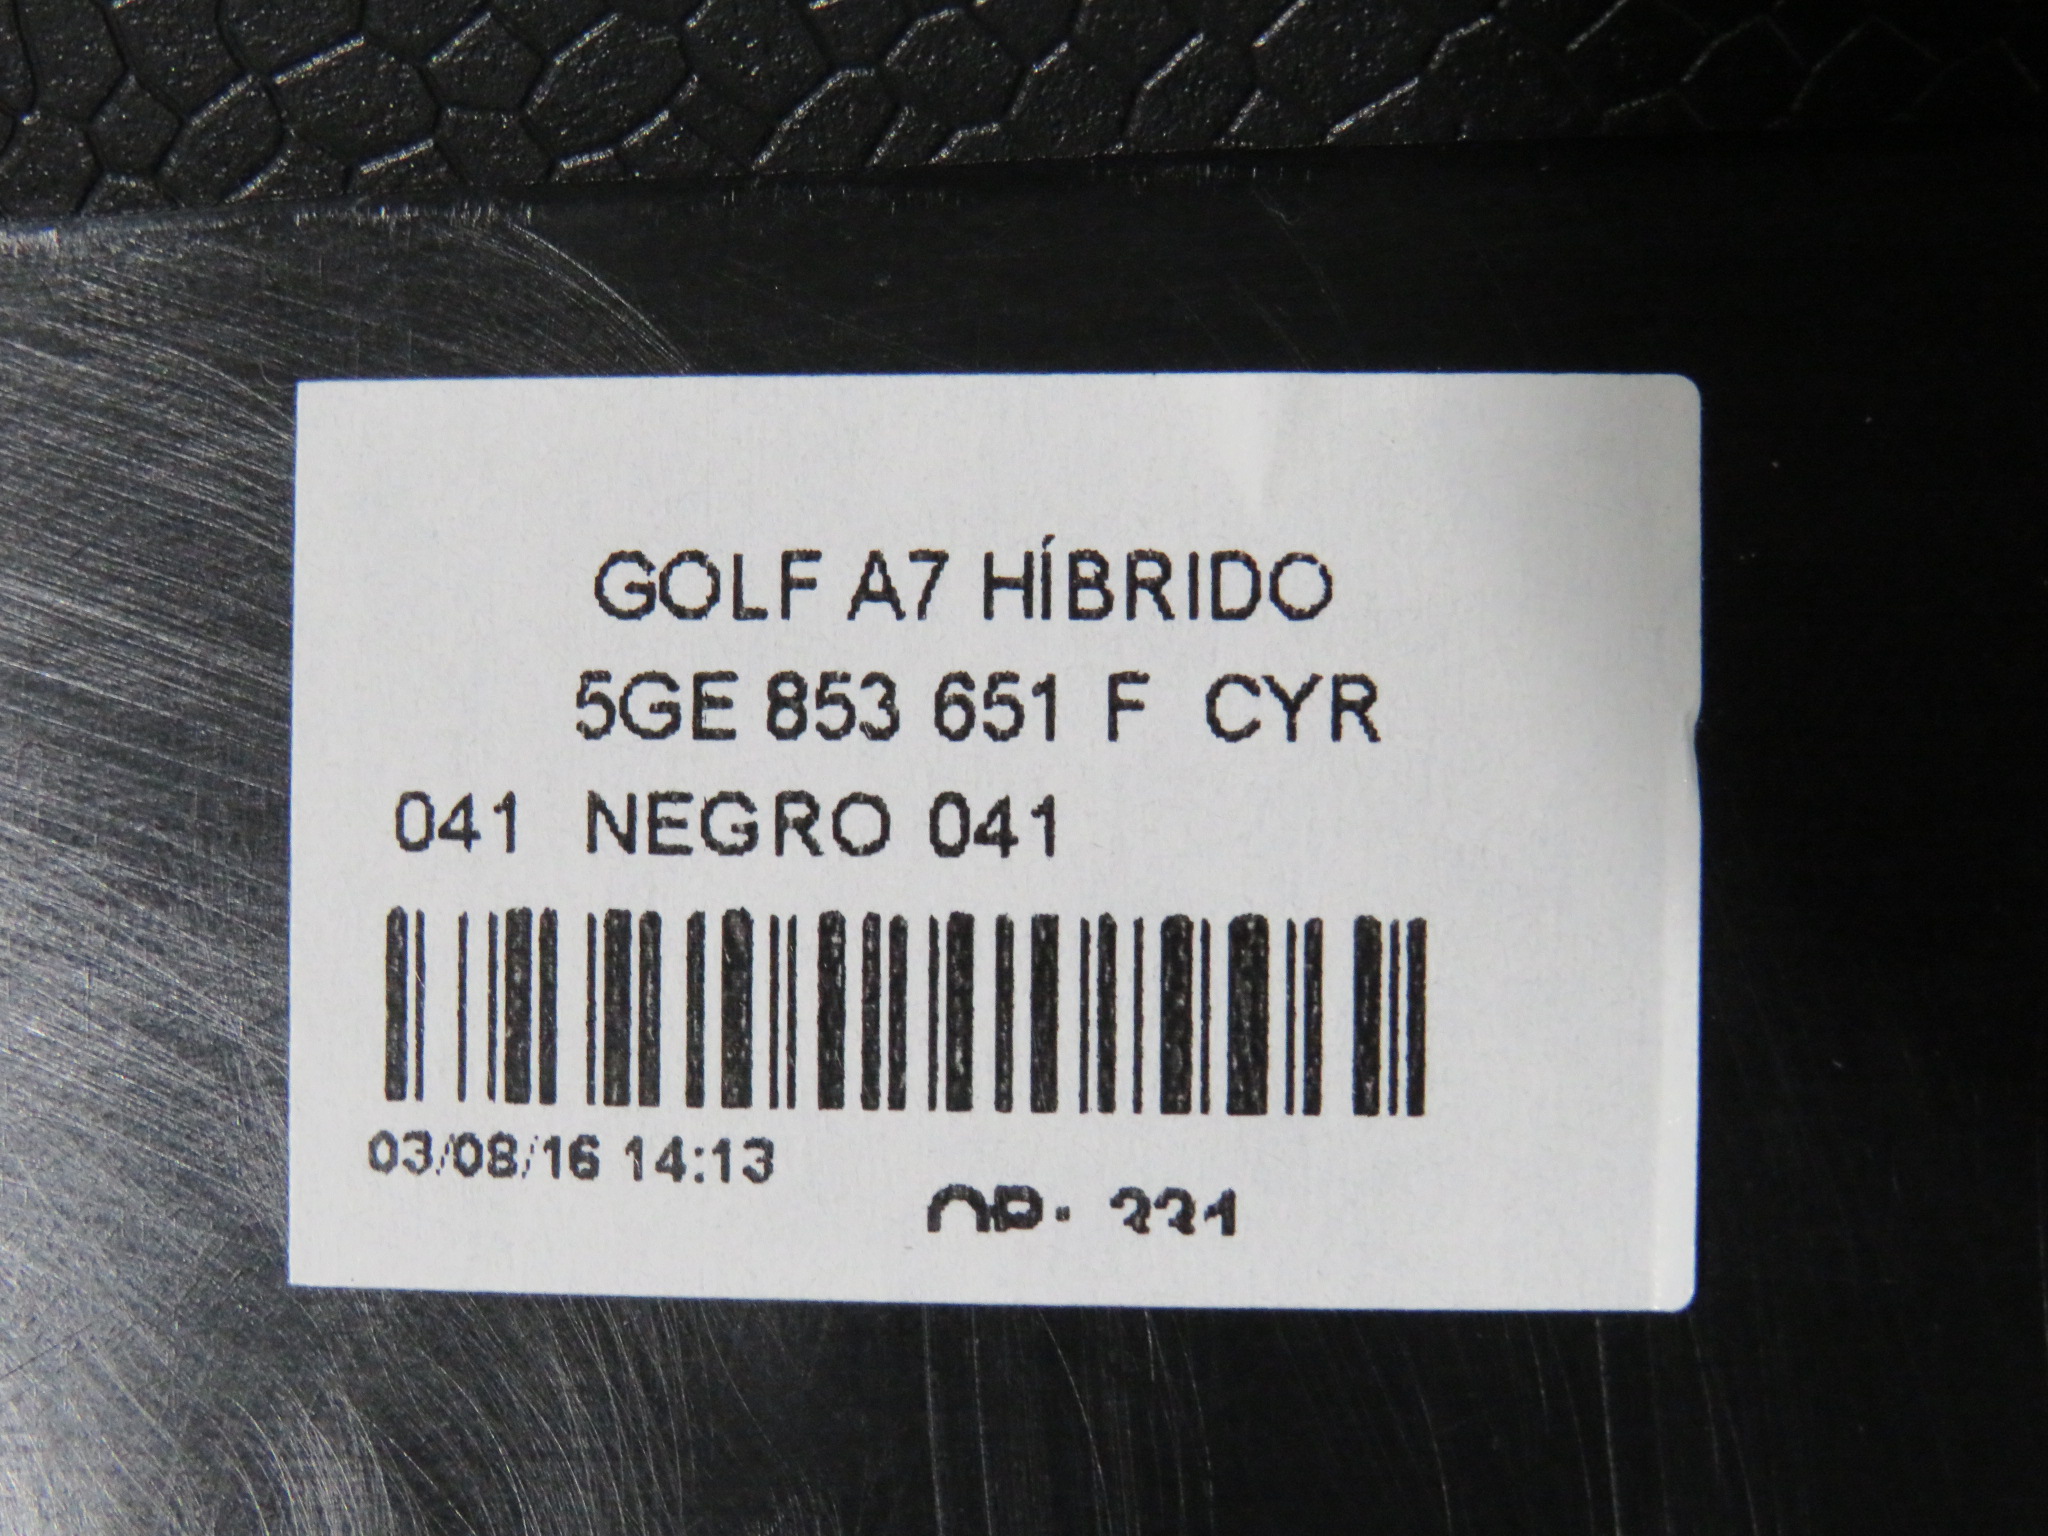 GOLF A7 HÍBRIDO
5GE 853 651 F CYR
041 NEGRO 041
03/08/16 14:13